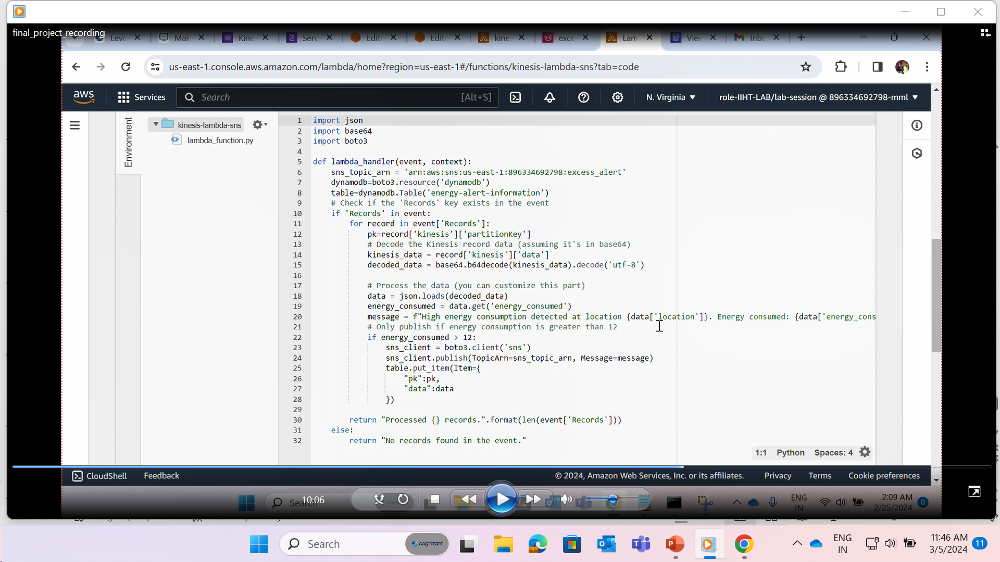 final_project_recording
Leve
Mak
Kine
Serv
Edit
Edit
kine
exce
Lam
Viev
Inbc
us-east-1.console.aws.amazon.com/lambda/home?region=us-east-1#/functions/kinesis-lambda-sns?tab=code
aws
Services
Search
[Alt+S]
N. Virginia
role-IIHT-LAB/lab-session @ 896334692798-mml
Environment
kinesis-lambda-sns
lambda_function.py
1 import json
2 import base64
3 import boto3
4
5 def lambda_handler(event, context):
6 sns_topic_arn = 'arn:aws:sns:us-east-1:896334692798:excess_alert'
7 dynamodb=boto3.resource('dynamodb')
8 table=dynamodb.Table('energy-alert-information')
9 # Check if the 'Records' key exists in the event
10 if 'Records' in event:
11 for record in event['Records']:
12 pk=record['kinesis']['partitionKey']
13 # Decode the Kinesis record data (assuming it's in base64)
14 kinesis_data = record['kinesis']['data']
15 decoded_data = base64.b64decode(kinesis_data).decode('utf-8')
16
17 # Process the data (you can customize this part)
18 data = json.loads(decoded_data)
19 energy_consumed = data.get('energy_consumed')
20 message = f"High energy consumption detected at location {data['location']}. Energy consumed: {data['energy_cons
21 # Only publish if energy consumption is greater than 12
22 if energy_consumed > 12:
23 sns_client = boto3.client('sns')
24 sns_client.publish(TopicArn=sns_topic_arn, Message=message)
25 table.put_item(Item={
26 "pk":pk,
27 "data":data
28 })
29
30 return "Processed {} records.".format(len(event['Records']))
31 else:
32 return "No records found in the event."
1:1 Python Spaces: 4
CloudShell
Feedback
© 2024, Amazon Web Services, Inc. or its affiliates.
Privacy
Terms
Cookie preferences
Search
10:06
ENG
IN
2:09 AM
2/25/2024
8
Search
cognizant
ENG
IN
11:46 AM
3/5/2024
11